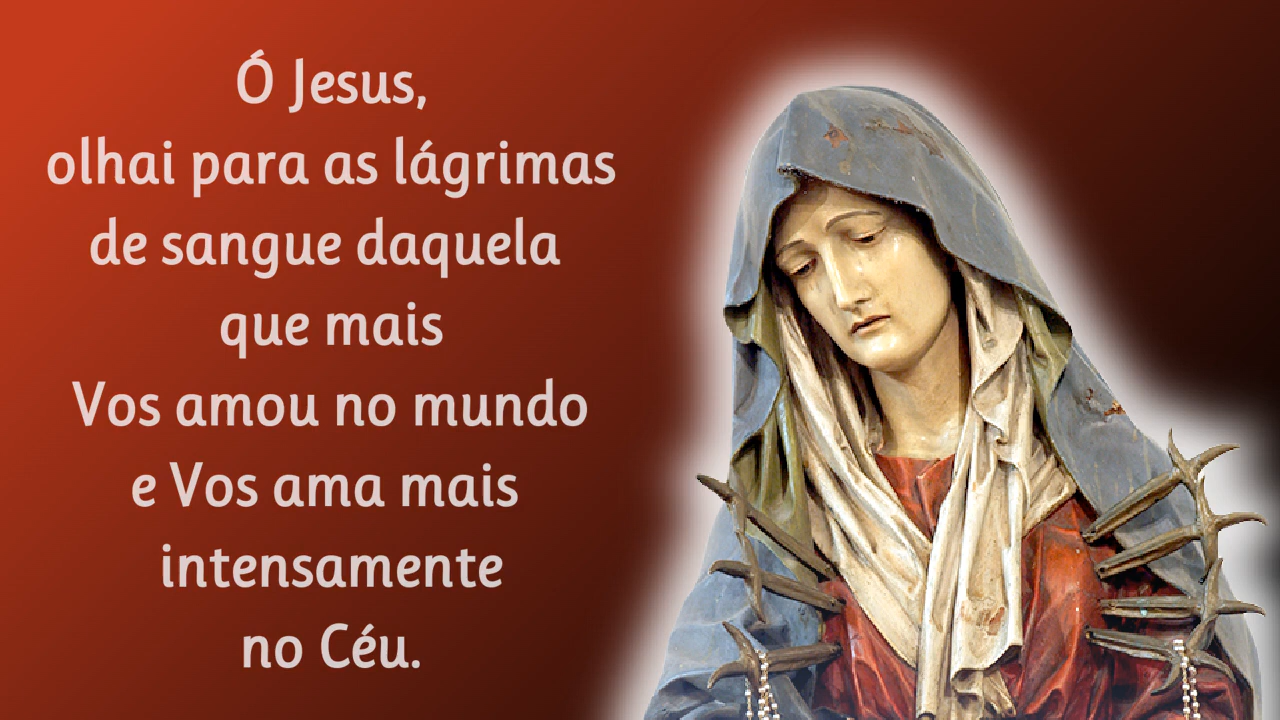 Ó Jesus,
olhai para as lágrimas
de sangue daquela
que mais
Vos amou no mundo
e Vos ama mais
intensamente
no Céu.